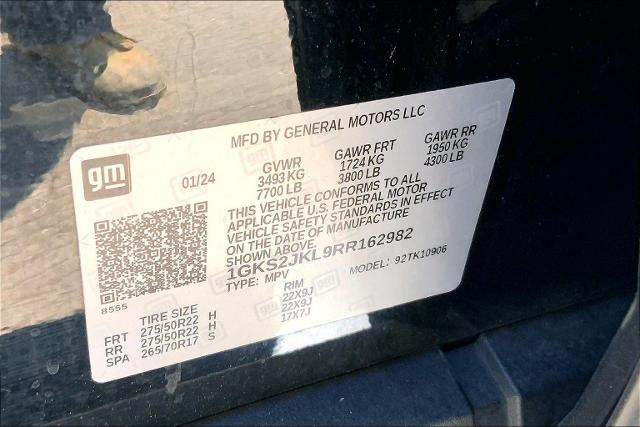 MFD BY GENERAL MOTORS LLC
gm
01/24
GVWR GAWR FRT GAWR RR
3493 KG 1724 KG 1950 KG
7700 LB 3800 LB 4300 LB
THIS VEHICLE CONFORMS TO ALL
APPLICABLE U.S. FEDERAL MOTOR
VEHICLE SAFETY STANDARDS IN EFFECT
ON THE DATE OF MANUFACTURE
SHOWN ABOVE.
1GKS2JKL9RR162982
TYPE: MPV MODEL: 92TK10906
8555
TIRE SIZE RIM
FRT 275/50R22 H 22X9J
RR 275/50R22 H 22X9J
SPA 265/70R17 S 17X7J